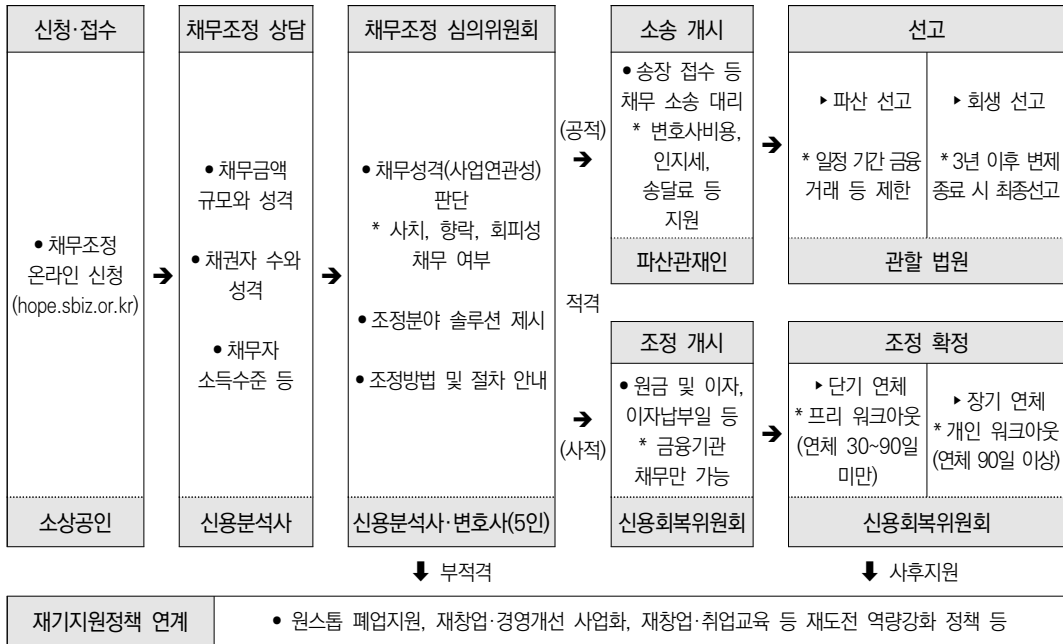 신청·접수
● 채무조정
온라인 신청
(hope.sbiz.or.kr)
소상공인
➔
채무조정 상담
● 채무금액
규모와 성격
● 채권자 수와
성격
● 채무자
소득수준 등
신용분석사
➔
채무조정 심의위원회
● 채무성격(사업연관성)
판단
* 사치, 향락, 회피성
채무 여부
● 조정분야 솔루션 제시
● 조정방법 및 절차 안내
신용분석사·변호사(5인)
적격
(공적)
➔
소송 개시
● 송장 접수 등
채무 소송 대리
* 변호사비용,
인지세,
송달료 등
지원
파산관재인
➔
선고
▸ 파산 선고
* 일정 기간 금융
거래 등 제한
▸ 회생 선고
* 3년 이후 변제
종료 시 최종선고
관할 법원
➔
(사적)
조정 개시
● 원금 및 이자,
이자납부일 등
* 금융기관
채무만 가능
신용회복위원회
➔
조정 확정
▸ 단기 연체
* 프리 워크아웃
(연체 30~90일
미만)
▸ 장기 연체
* 개인 워크아웃
(연체 90일 이상)
신용회복위원회
🡇 부적격
🡇 사후지원
재기지원정책 연계
● 원스톱 폐업지원, 재창업·경영개선 사업화, 재창업·취업교육 등 재도전 역량강화 정책 등